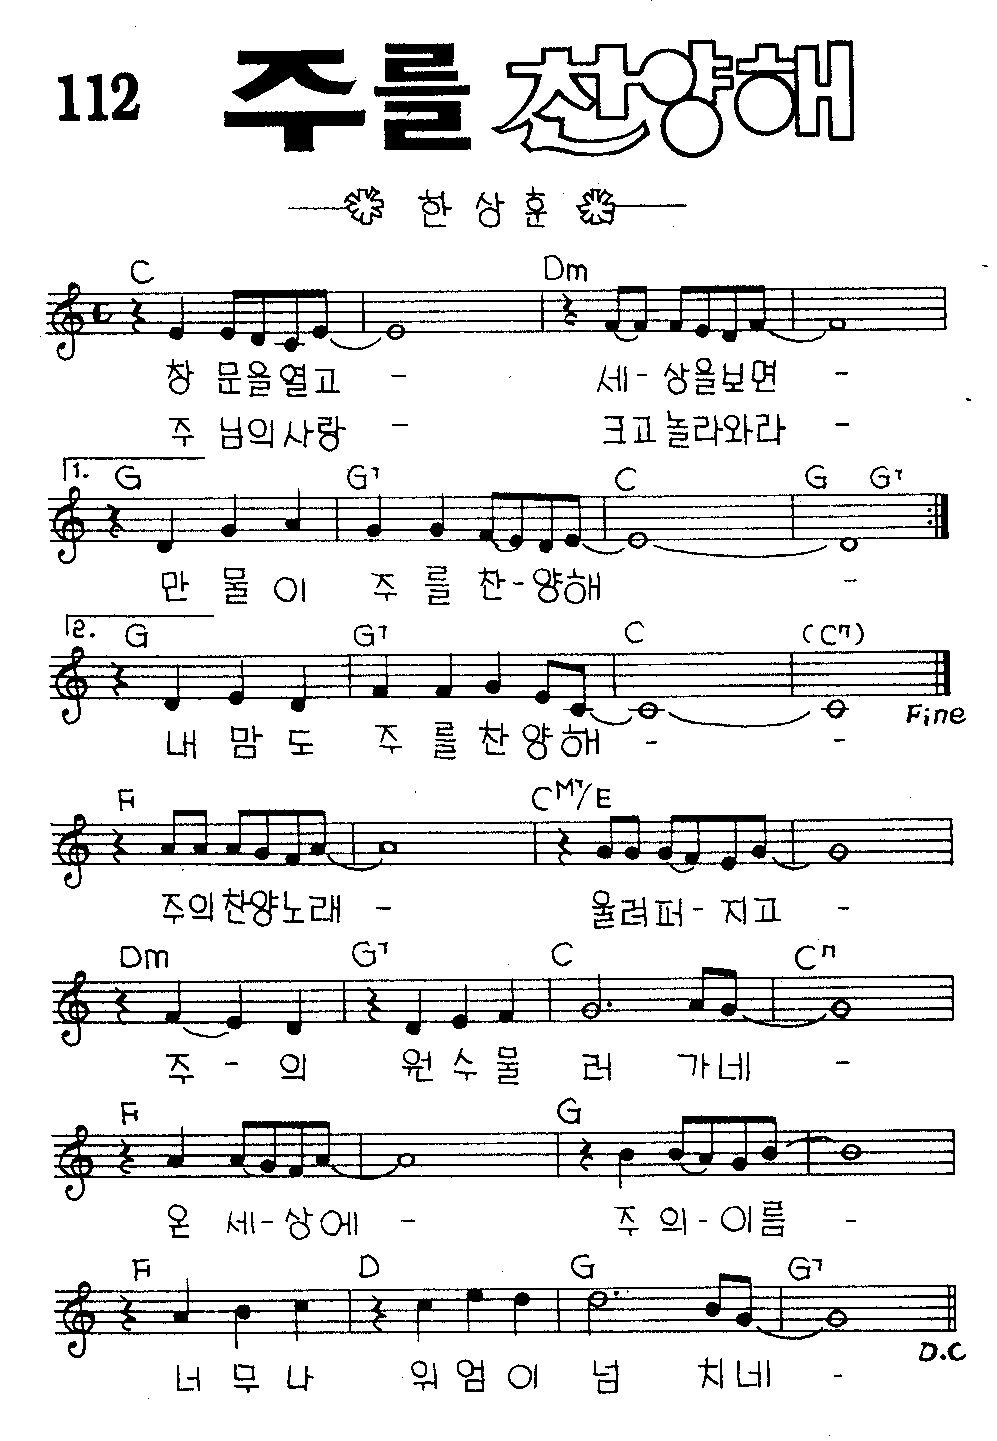 112 주를 찬양해
한상훈
C Dm
창 문을열고 - 세-상을보면 -
주 님의사랑 - 크고놀라와라 -
1. G G7 C G G7
만 물 이 주 를 찬-양해 -
2. G G7 C (C7)
Fine
내 맘 도 주 를 찬 양 해 - -
F CM7/E
주의찬양노래 - 울려퍼-지고 -
Dm G7 C C7
주 - 의 원 수 물 러 가네 -
F G
온 세-상에 - 주 의-이름 -
F D G G7
D.C
너 무 나 위 엄 이 넘 치네 -